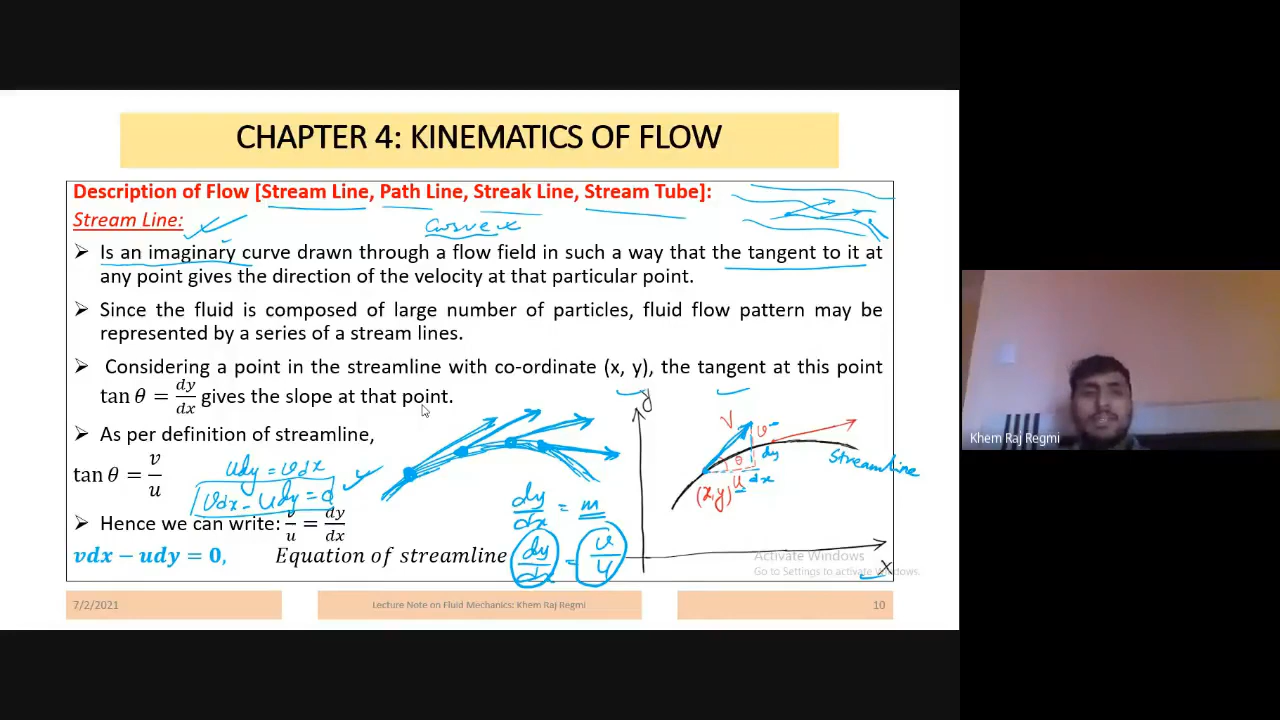 CHAPTER 4: KINEMATICS OF FLOW
Description of Flow [Stream Line, Path Line, Streak Line, Stream Tube]:
Stream Line:
Curve x
➢ Is an imaginary curve drawn through a flow field in such a way that the tangent to it at
any point gives the direction of the velocity at that particular point.
➢ Since the fluid is composed of large number of particles, fluid flow pattern may be
represented by a series of a stream lines.
➢ Considering a point in the streamline with co-ordinate (x, y), the tangent at this point
tan θ = dy/dx gives the slope at that point.
➢ As per definition of streamline,
tan θ = v/u
udy = vdx
vdx - udy = 0
➢ Hence we can write: v/u = dy/dx
vdx − udy = 0, Equation of streamline
dy/dx = m
dy/dx = v/u
y
V
v
dy
θ
u
dx
(x,y)
Streamline
x
Activate Windows
Go to Settings to activate Windows.
7/2/2021
Lecture Note on Fluid Mechanics: Khem Raj Regmi
10
Khem Raj Regmi